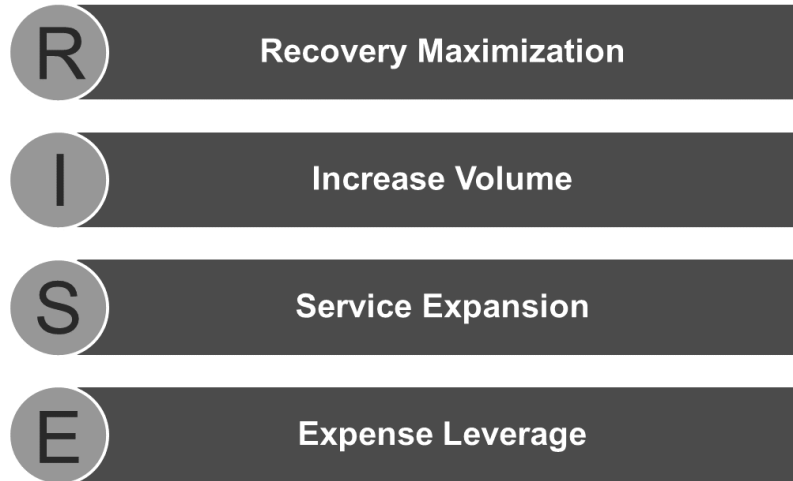 R Recovery Maximization
I Increase Volume
S Service Expansion
E Expense Leverage